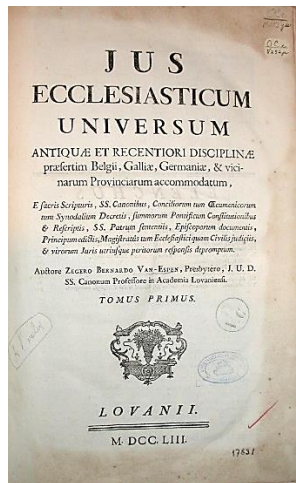 JUS
ECCLESIASTICUM
UNIVERSUM
ANTIQUÆ ET RECENTIORI DISCIPLINÆ
præsertim Belgii, Galliæ, Germaniæ, & vici-
narum Provinciarum accommodatum,
E sacris Scripturis, SS. Canonibus, Conciliorum tum Œcumenicorum
tum Synodalium Decretis, summorum Pontificum Constitutionibus
& Rescriptis, SS. Patrum sententiis, Episcoporum documentis,
Principum edictis, Magistratus tum Ecclesiastici quam Civilis judiciis,
& virorum Juris utriusque peritorum responsis depromptum.
Auctore ZEGERO BERNARDO VAN-ESPEN, Presbytero, J. U. D.
SS. Canonum Professore in Academia Lovaniensi.
TOMUS PRIMUS.
LOVANII.
M. DCC. LIII.
17631